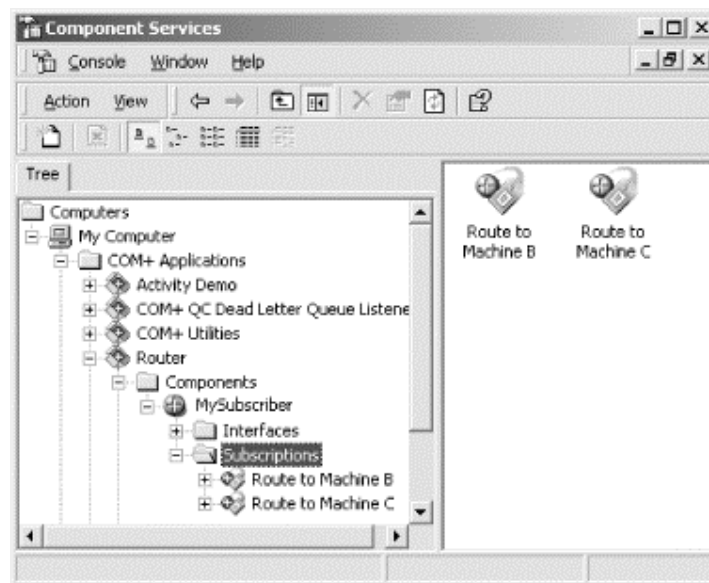 Component Services
Console Window Help
Action View
Tree
Computers
My Computer
COM+ Applications
Activity Demo
COM+ QC Dead Letter Queue Listene
COM+ Utilities
Router
Components
MySubscriber
Interfaces
Subscriptions
Route to Machine B
Route to Machine C
Route to
Machine B
Route to
Machine C